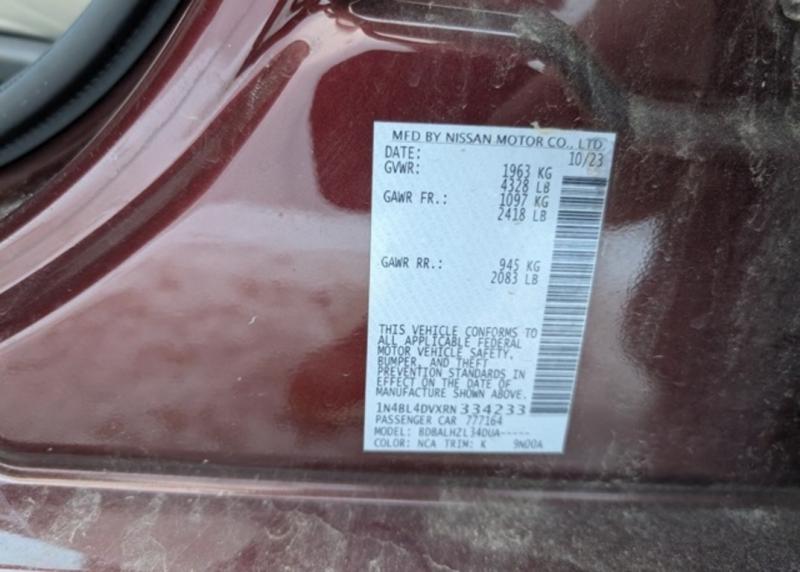 MFD BY NISSAN MOTOR CO., LTD.
DATE: 10/23
GVWR: 1963 KG
4328 LB
GAWR FR.: 1097 KG
2418 LB
GAWR RR.: 945 KG
2083 LB
THIS VEHICLE CONFORMS TO
ALL APPLICABLE FEDERAL
MOTOR VEHICLE SAFETY,
BUMPER, AND THEFT
PREVENTION STANDARDS IN
EFFECT ON THE DATE OF
MANUFACTURE SHOWN ABOVE.
1N4BL4DVXRN334233
PASSENGER CAR 777164
MODEL: BDBALHZL34DUA-----
COLOR: NCA TRIM: K 9N00A